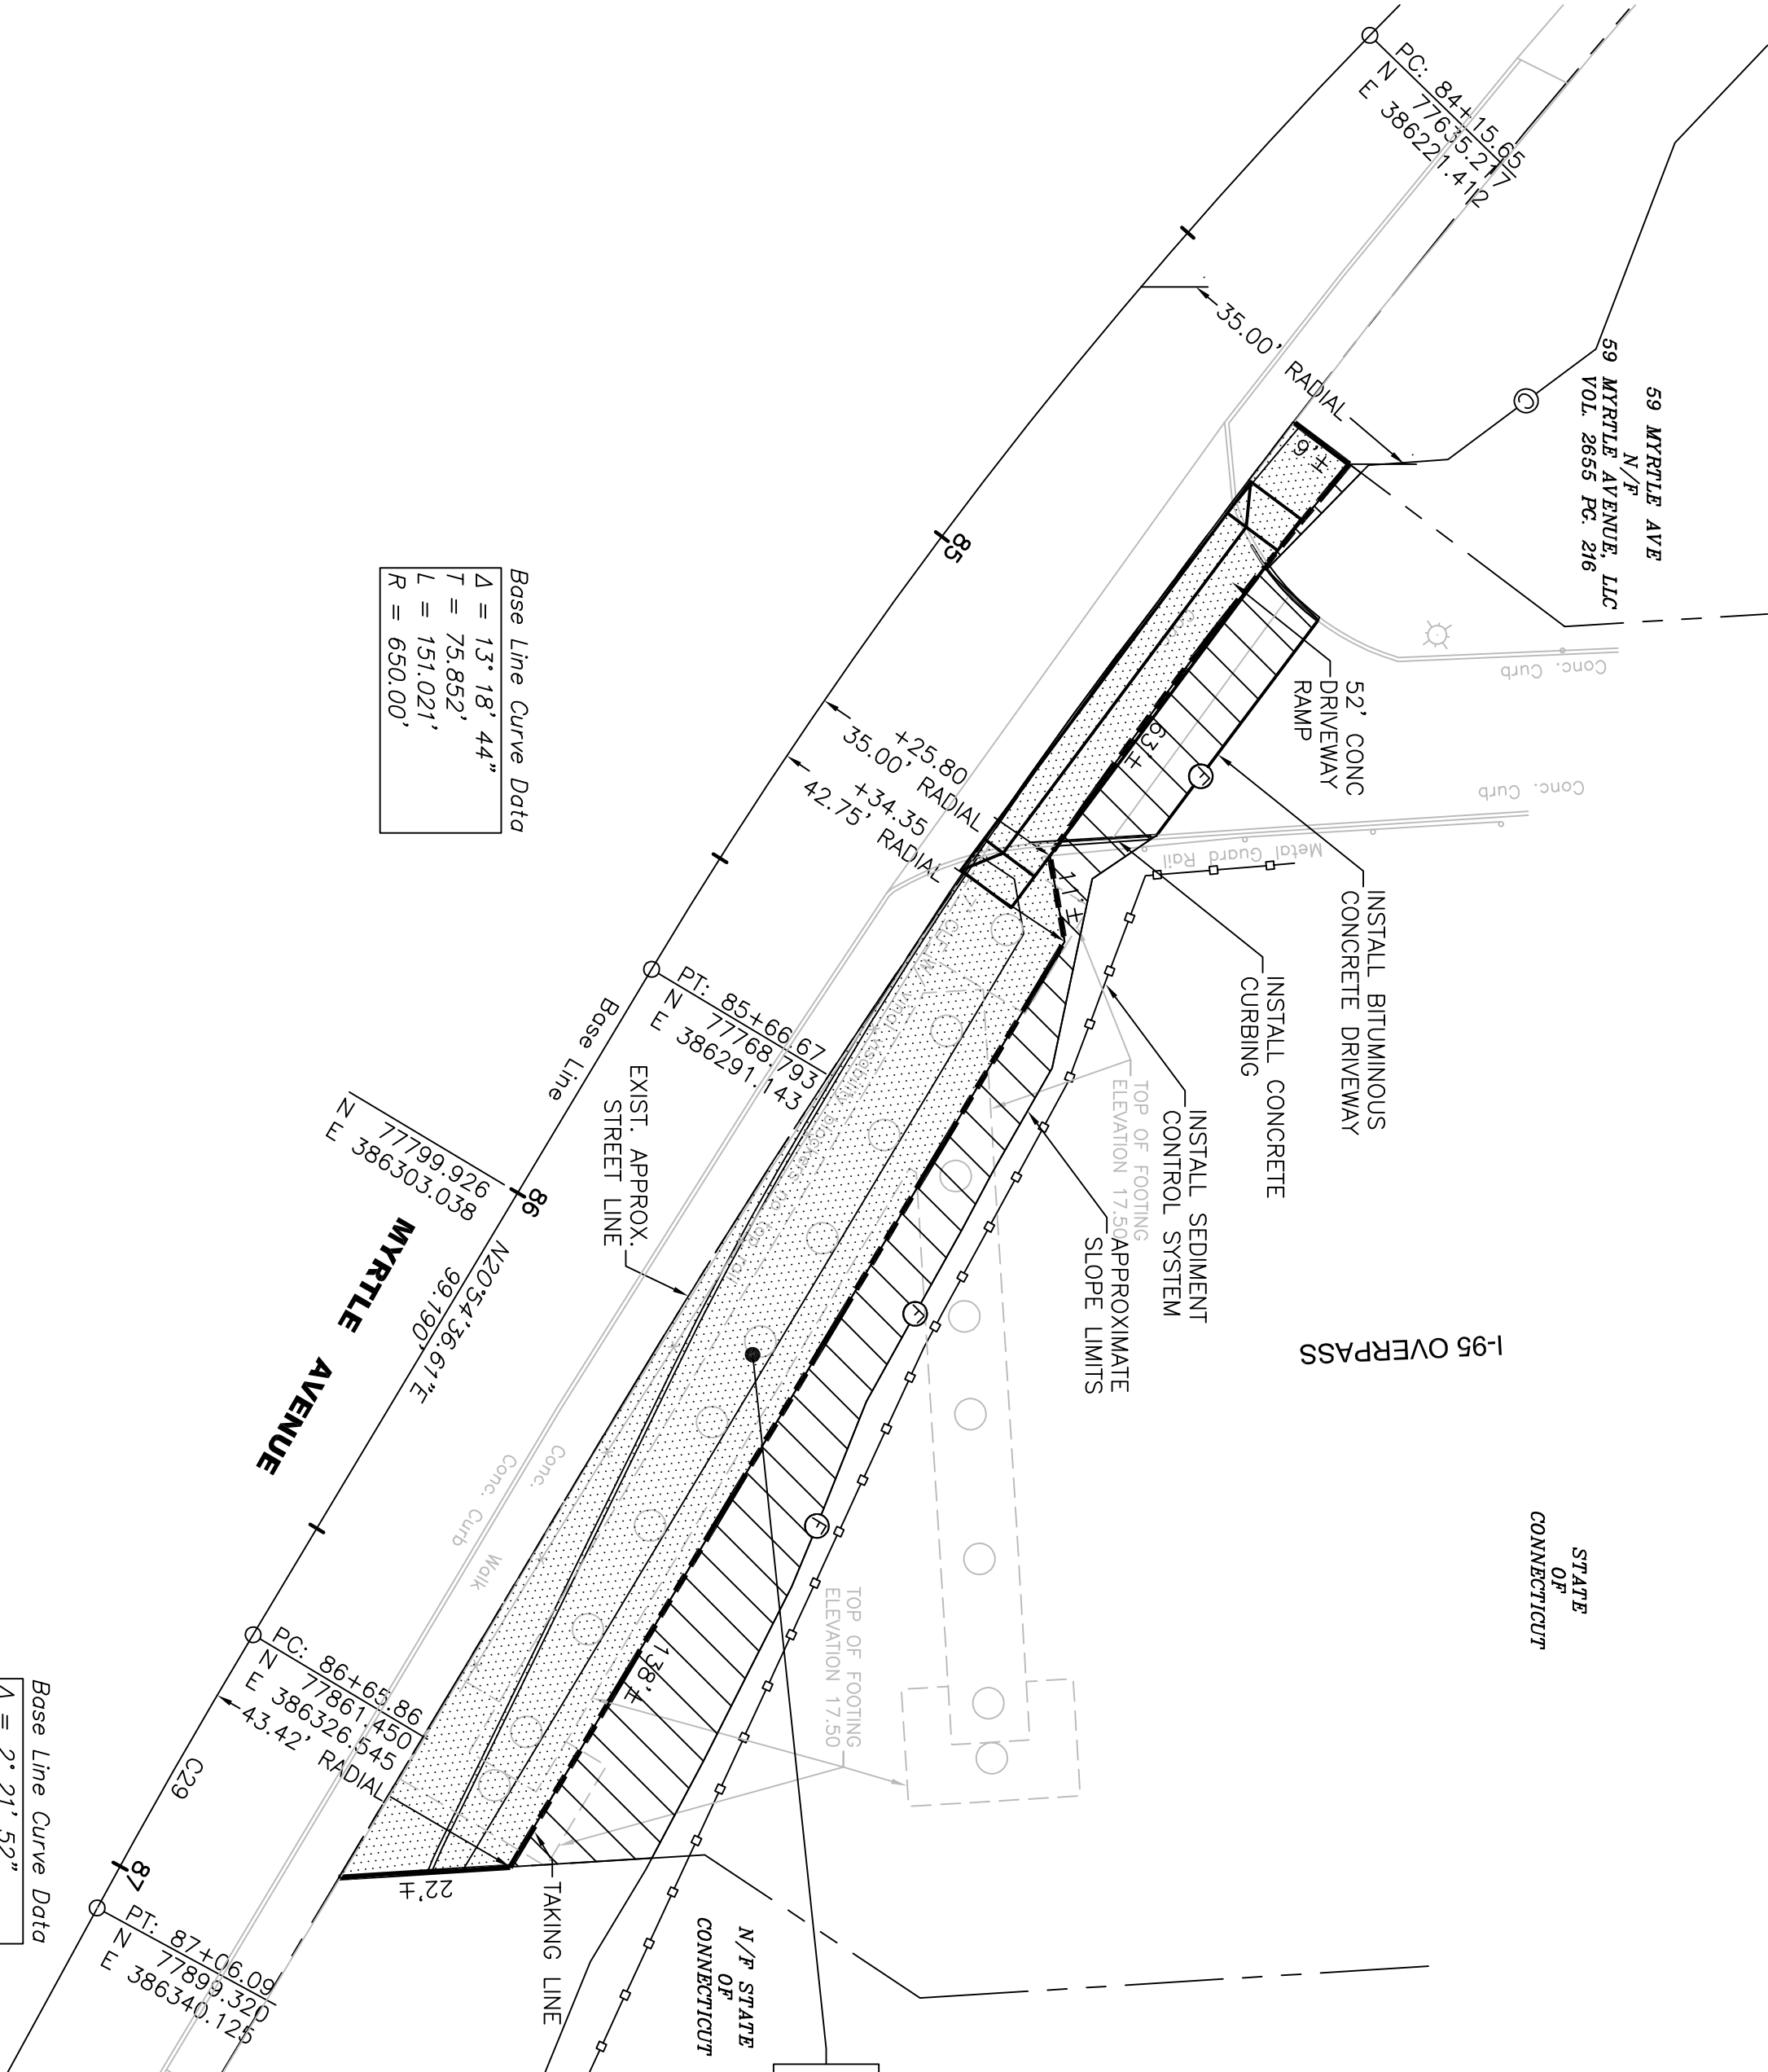 PC: 84+15.65
N 77635.217
E 386221.412
59 MYRTLE AVE
N/F
59 MYRTLE AVENUE, LLC
VOL. 2655 PG. 216
35.00'
RADIAL
9'±
85
Conc. Curb
Conc. Curb
Metal Guard Rail
52' CONC
DRIVEWAY
RAMP
63'±
Base Line Curve Data
Δ = 13° 18' 44"
T = 75.852'
L = 151.021'
R = 650.00'
+25.80
35.00' RADIAL
+34.35
42.75' RADIAL
11'±
INSTALL BITUMINOUS
CONCRETE DRIVEWAY
INSTALL CONCRETE
CURBING
INSTALL SEDIMENT
CONTROL SYSTEM
TOP OF FOOTING
ELEVATION 17.50
APPROXIMATE
SLOPE LIMITS
PT: 85+66.67
N 77768.793
E 386291.143
Base Line
EXIST. APPROX.
STREET LINE
N 77799.926
E 386303.038
86
N20°54'36.61"E
99.190'
MYRTLE AVENUE
I-95 OVERPASS
STATE
OF
CONNECTICUT
Conc.
Walk
Conc. Curb
TOP OF FOOTING
ELEVATION 17.50
138'±
PC: 86+65.86
N 77861.450
E 386326.545
43.42' RADIAL
C29
87
22'±
TAKING LINE
N/F STATE
OF
CONNECTICUT
PT: 87+06.09
N 77899.320
E 386340.125
Base Line Curve Data
Δ = 2° 21' 52"